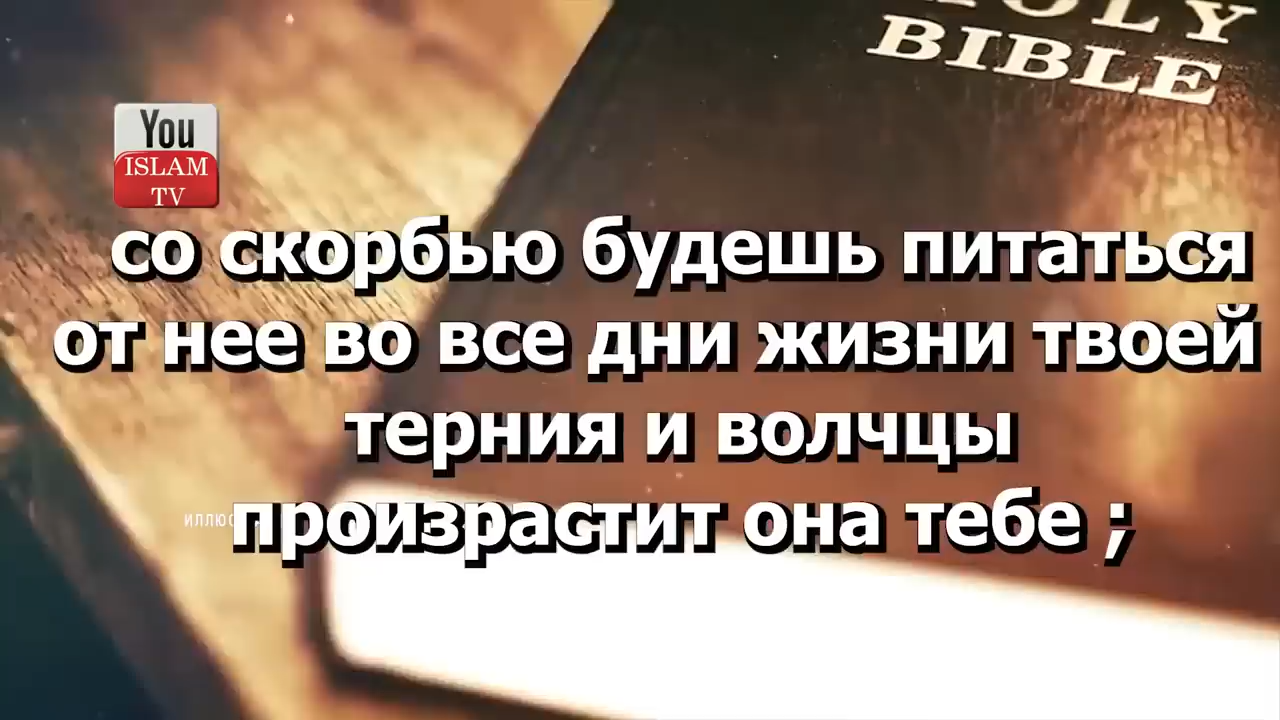 HOLY
BIBLE
You
ISLAM
TV
со скорбью будешь питаться
от нее во все дни жизни твоей
терния и волчцы
произрастит она тебе ;